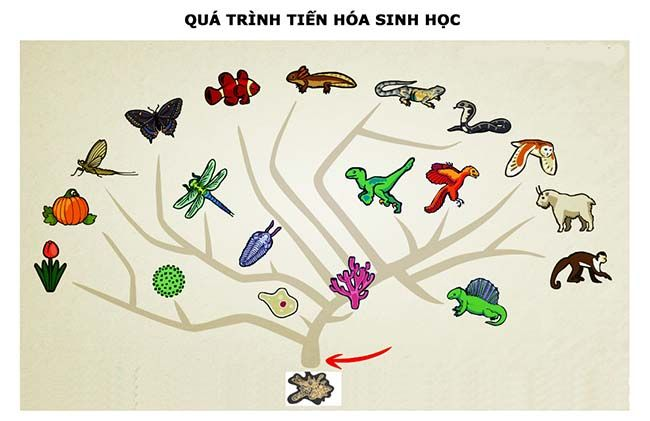 QUÁ TRÌNH TIẾN HÓA SINH HỌC